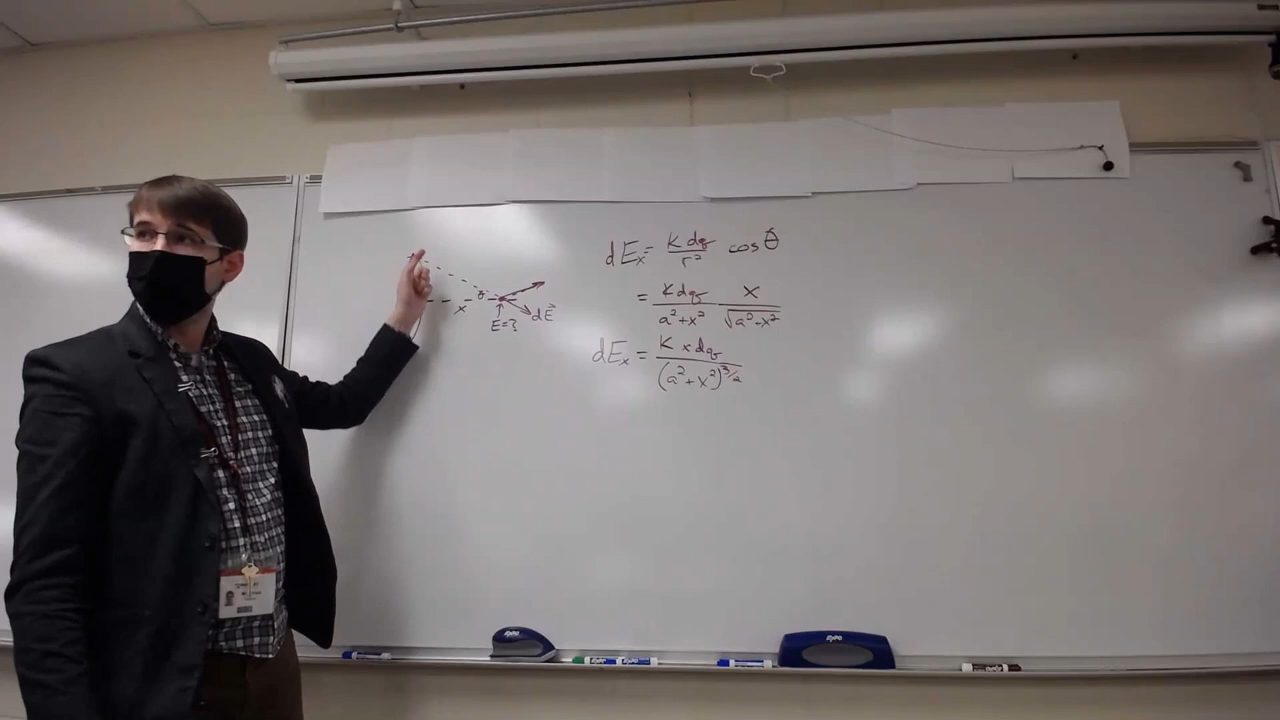 dEₓ = K dq / r² cos θ
= K dq / a²+x² x / √a²+x²
dEₓ = K x dq / (a²+x²)^3/2
θ
x
E=?
dE⃗
EXPO
EXPO